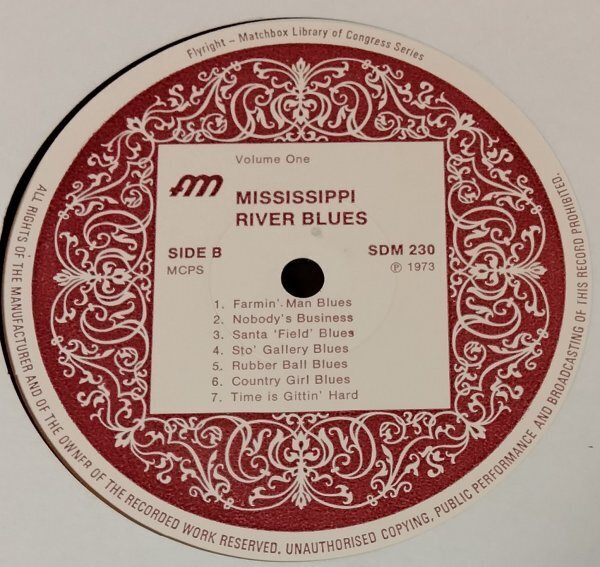 Flyright – Matchbox Library of Congress Series
Volume One
fm
MISSISSIPPI
RIVER BLUES
SIDE B
SDM 230
MCPS
Ⓟ 1973
1. Farmin' Man Blues
2. Nobody's Business
3. Santa 'Field' Blues
4. Sto' Gallery Blues
5. Rubber Ball Blues
6. Country Girl Blues
7. Time is Gittin' Hard
ALL RIGHTS OF THE MANUFACTURER AND OF THE OWNER OF THE RECORDED WORK RESERVED. UNAUTHORISED COPYING, PUBLIC PERFORMANCE AND BROADCASTING OF THIS RECORD PROHIBITED.